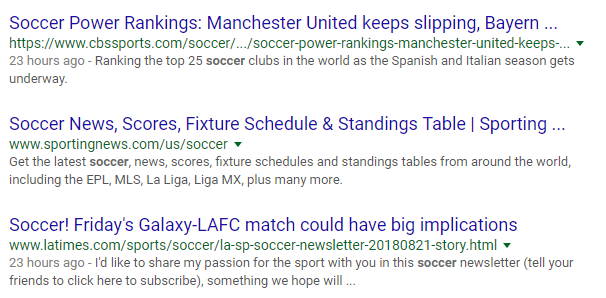 Soccer Power Rankings: Manchester United keeps slipping, Bayern ...
https://www.cbssports.com/soccer/.../soccer-power-rankings-manchester-united-keeps-...
23 hours ago - Ranking the top 25 soccer clubs in the world as the Spanish and Italian season gets
underway.
Soccer News, Scores, Fixture Schedule & Standings Table | Sporting ...
www.sportingnews.com/us/soccer
Get the latest soccer, news, scores, fixture schedules and standings tables from around the world,
including the EPL, MLS, La Liga, Liga MX, plus many more.
Soccer! Friday's Galaxy-LAFC match could have big implications
www.latimes.com/sports/soccer/la-sp-soccer-newsletter-20180821-story.html
23 hours ago - I'd like to share my passion for the sport with you in this soccer newsletter (tell your
friends to click here to subscribe), something we hope will ...